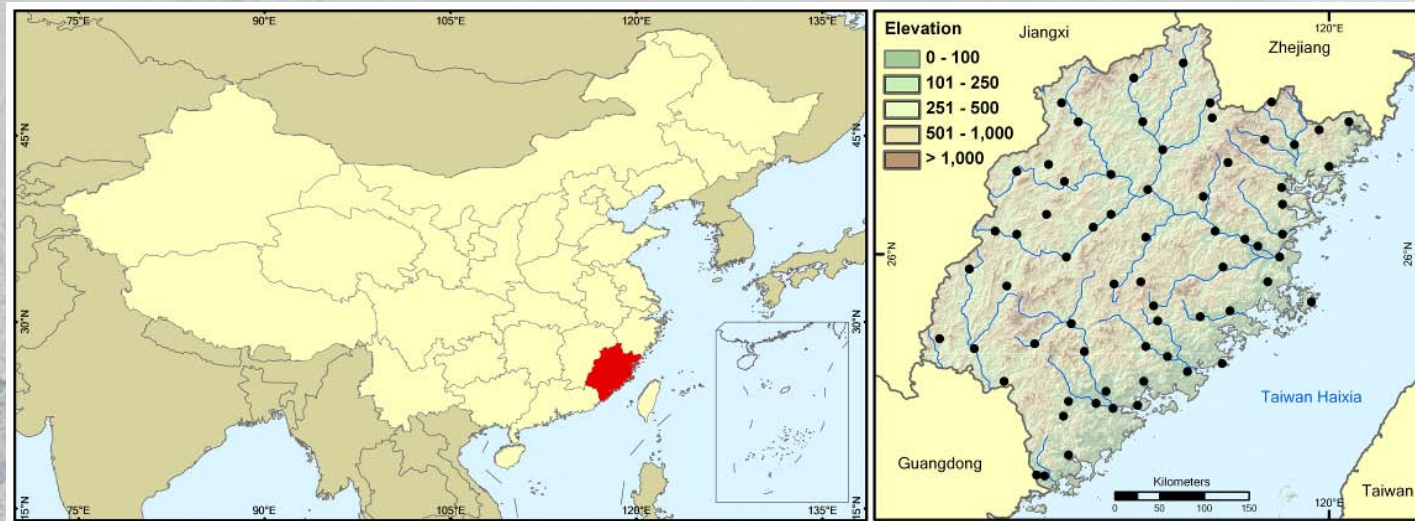 75°E
90°E
105°E
120°E
135°E
45°N
45°N
30°N
30°N
15°N
15°N
75°E
90°E
105°E
120°E
135°E
Elevation
0 - 100
101 - 250
251 - 500
501 - 1,000
> 1,000
Jiangxi
120°E
Zhejiang
26°N
26°N
Taiwan Haixia
Guangdong
Kilometers
0 50 100 150
120°E
Taiwan